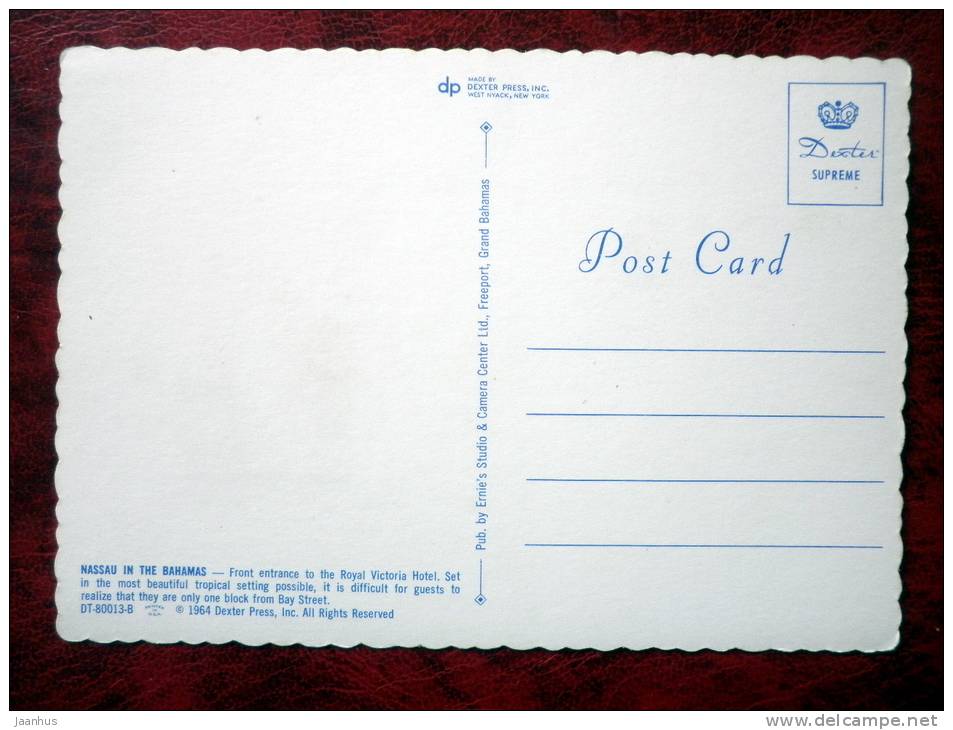 dp MADE BY
DEXTER PRESS, INC.
WEST NYACK, NEW YORK
Dexter
SUPREME
Post Card
Pub. by Ernie's Studio & Camera Center Ltd., Freeport, Grand Bahamas
NASSAU IN THE BAHAMAS — Front entrance to the Royal Victoria Hotel. Set
in the most beautiful tropical setting possible, it is difficult for guests to
realize that they are only one block from Bay Street.
DT-80013-B © 1964 Dexter Press, Inc. All Rights Reserved
Jaanhus
www.delcampe.net